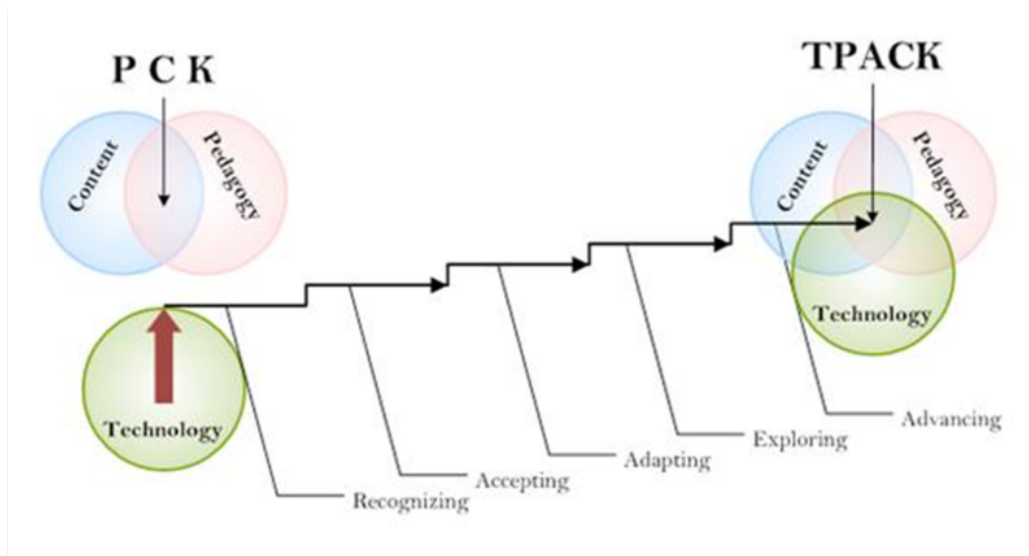 P C K
TPACK
Content
Pedagogy
Content
Pedagogy
Technology
Technology
Advancing
Exploring
Adapting
Accepting
Recognizing